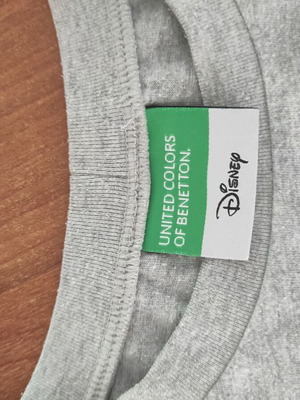 UNITED COLORS
OF BENETTON.
Disney